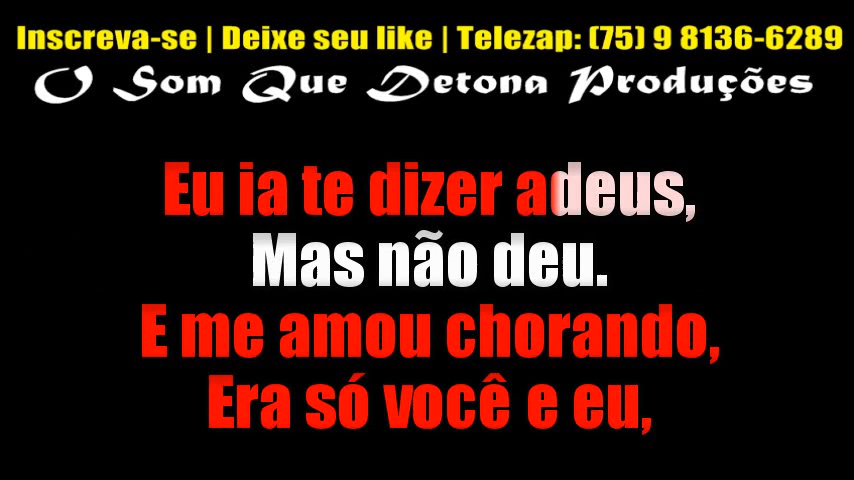 Inscreva-se | Deixe seu like | Telezap: (75) 9 8136-6289
O Som Que Detona Produções
Eu ia te dizer adeus,
Mas não deu.
E me amou chorando,
Era só você e eu,